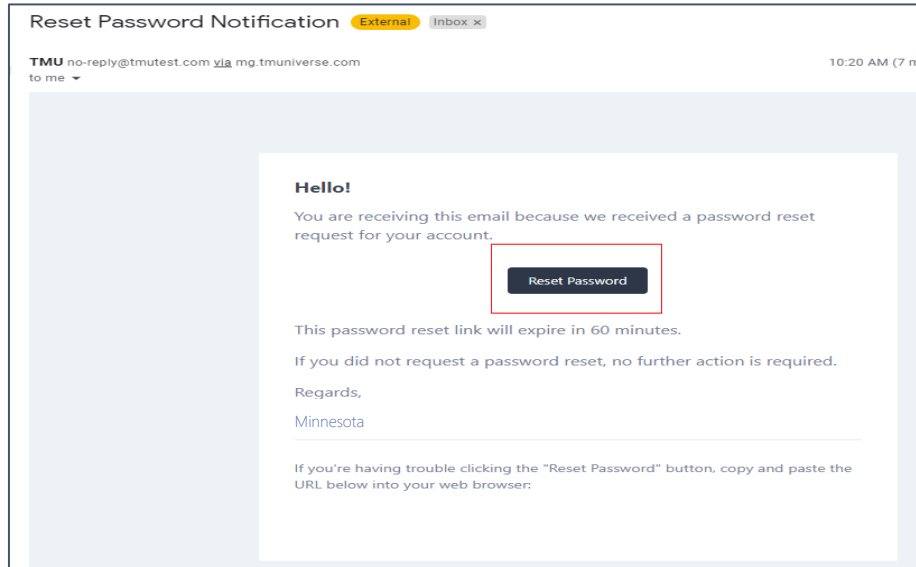 Reset Password Notification External Inbox x
TMU no-reply@tmutest.com via mg.tmuniverse.com 10:20 AM (7 m
to me
Hello!
You are receiving this email because we received a password reset
request for your account.
Reset Password
This password reset link will expire in 60 minutes.
If you did not request a password reset, no further action is required.
Regards,
Minnesota
If you're having trouble clicking the "Reset Password" button, copy and paste the
URL below into your web browser: